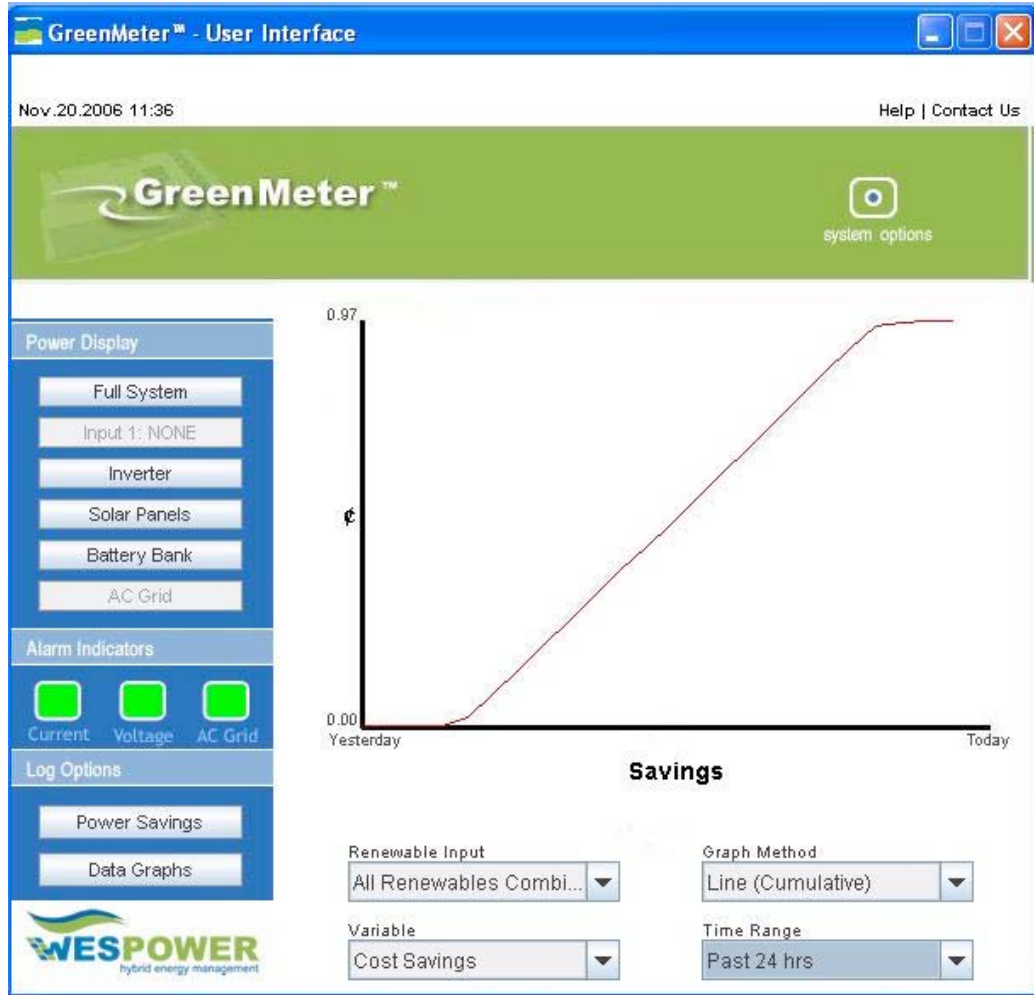 GreenMeter™ - User Interface
Nov.20.2006 11:36
Help | Contact Us
GreenMeter™
system options
Power Display
Full System
Input 1: NONE
Inverter
Solar Panels
Battery Bank
AC Grid
Alarm Indicators
Current Voltage AC Grid
Log Options
Power Savings
Data Graphs
WESPOWER
hybrid energy management
0.97
¢
0.00
Yesterday
Today
Savings
Renewable Input
All Renewables Combi...
Graph Method
Line (Cumulative)
Variable
Cost Savings
Time Range
Past 24 hrs